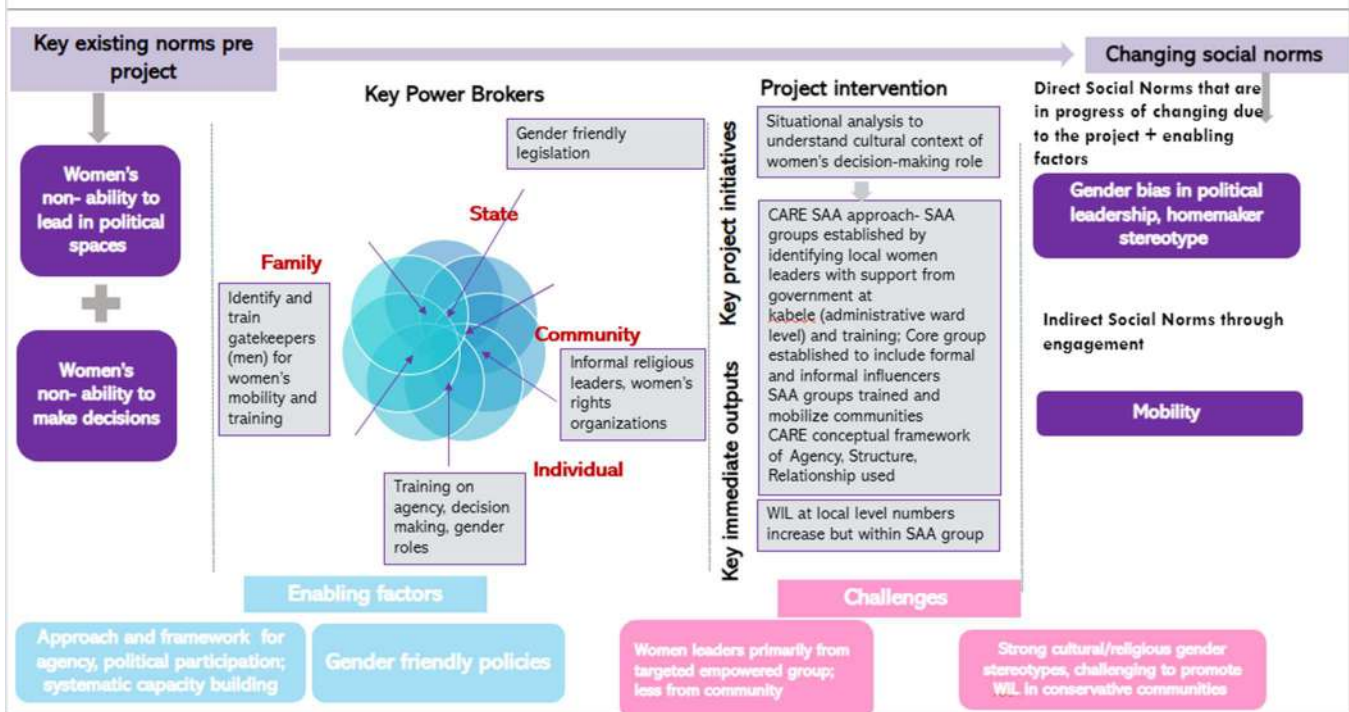 Key existing norms pre
project
Changing social norms
Women's
non- ability to
lead in political
spaces
Women's
non- ability to
make decisions
Key Power Brokers
Gender friendly
legislation
State
Family
Identify and
train
gatekeepers
(men) for
women's
mobility and
training
Community
Informal religious
leaders, women's
rights
organizations
Individual
Training on
agency, decision
making, gender
roles
Project intervention
Key project initiatives
Situational analysis to
understand cultural context of
women's decision-making role
CARE SAA approach- SAA
groups established by
identifying local women
leaders with support from
government at
kabele (administrative ward
level) and training; Core group
established to include formal
and informal influencers
SAA groups trained and
mobilize communities
CARE conceptual framework
of Agency, Structure,
Relationship used
Key immediate outputs
WIL at local level numbers
increase but within SAA group
Direct Social Norms that are
in progress of changing due
to the project + enabling
factors
Gender bias in political
leadership, homemaker
stereotype
Indirect Social Norms through
engagement
Mobility
Enabling factors
Approach and framework for
agency, political participation;
systematic capacity building
Gender friendly policies
Challenges
Women leaders primarily from
targeted empowered group;
less from community
Strong cultural/religious gender
stereotypes, challenging to promote
WIL in conservative communities